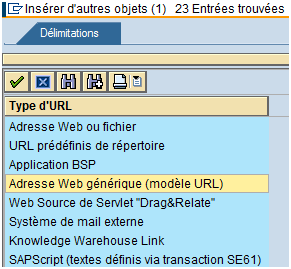 Insérer d'autres objets (1) 23 Entrées trouvées
Délimitations
Type d'URL
Adresse Web ou fichier
URL prédéfinis de répertoire
Application BSP
Adresse Web générique (modèle URL)
Web Source de Servlet "Drag&Relate"
Système de mail externe
Knowledge Warehouse Link
SAPScript (textes définis via transaction SE61)